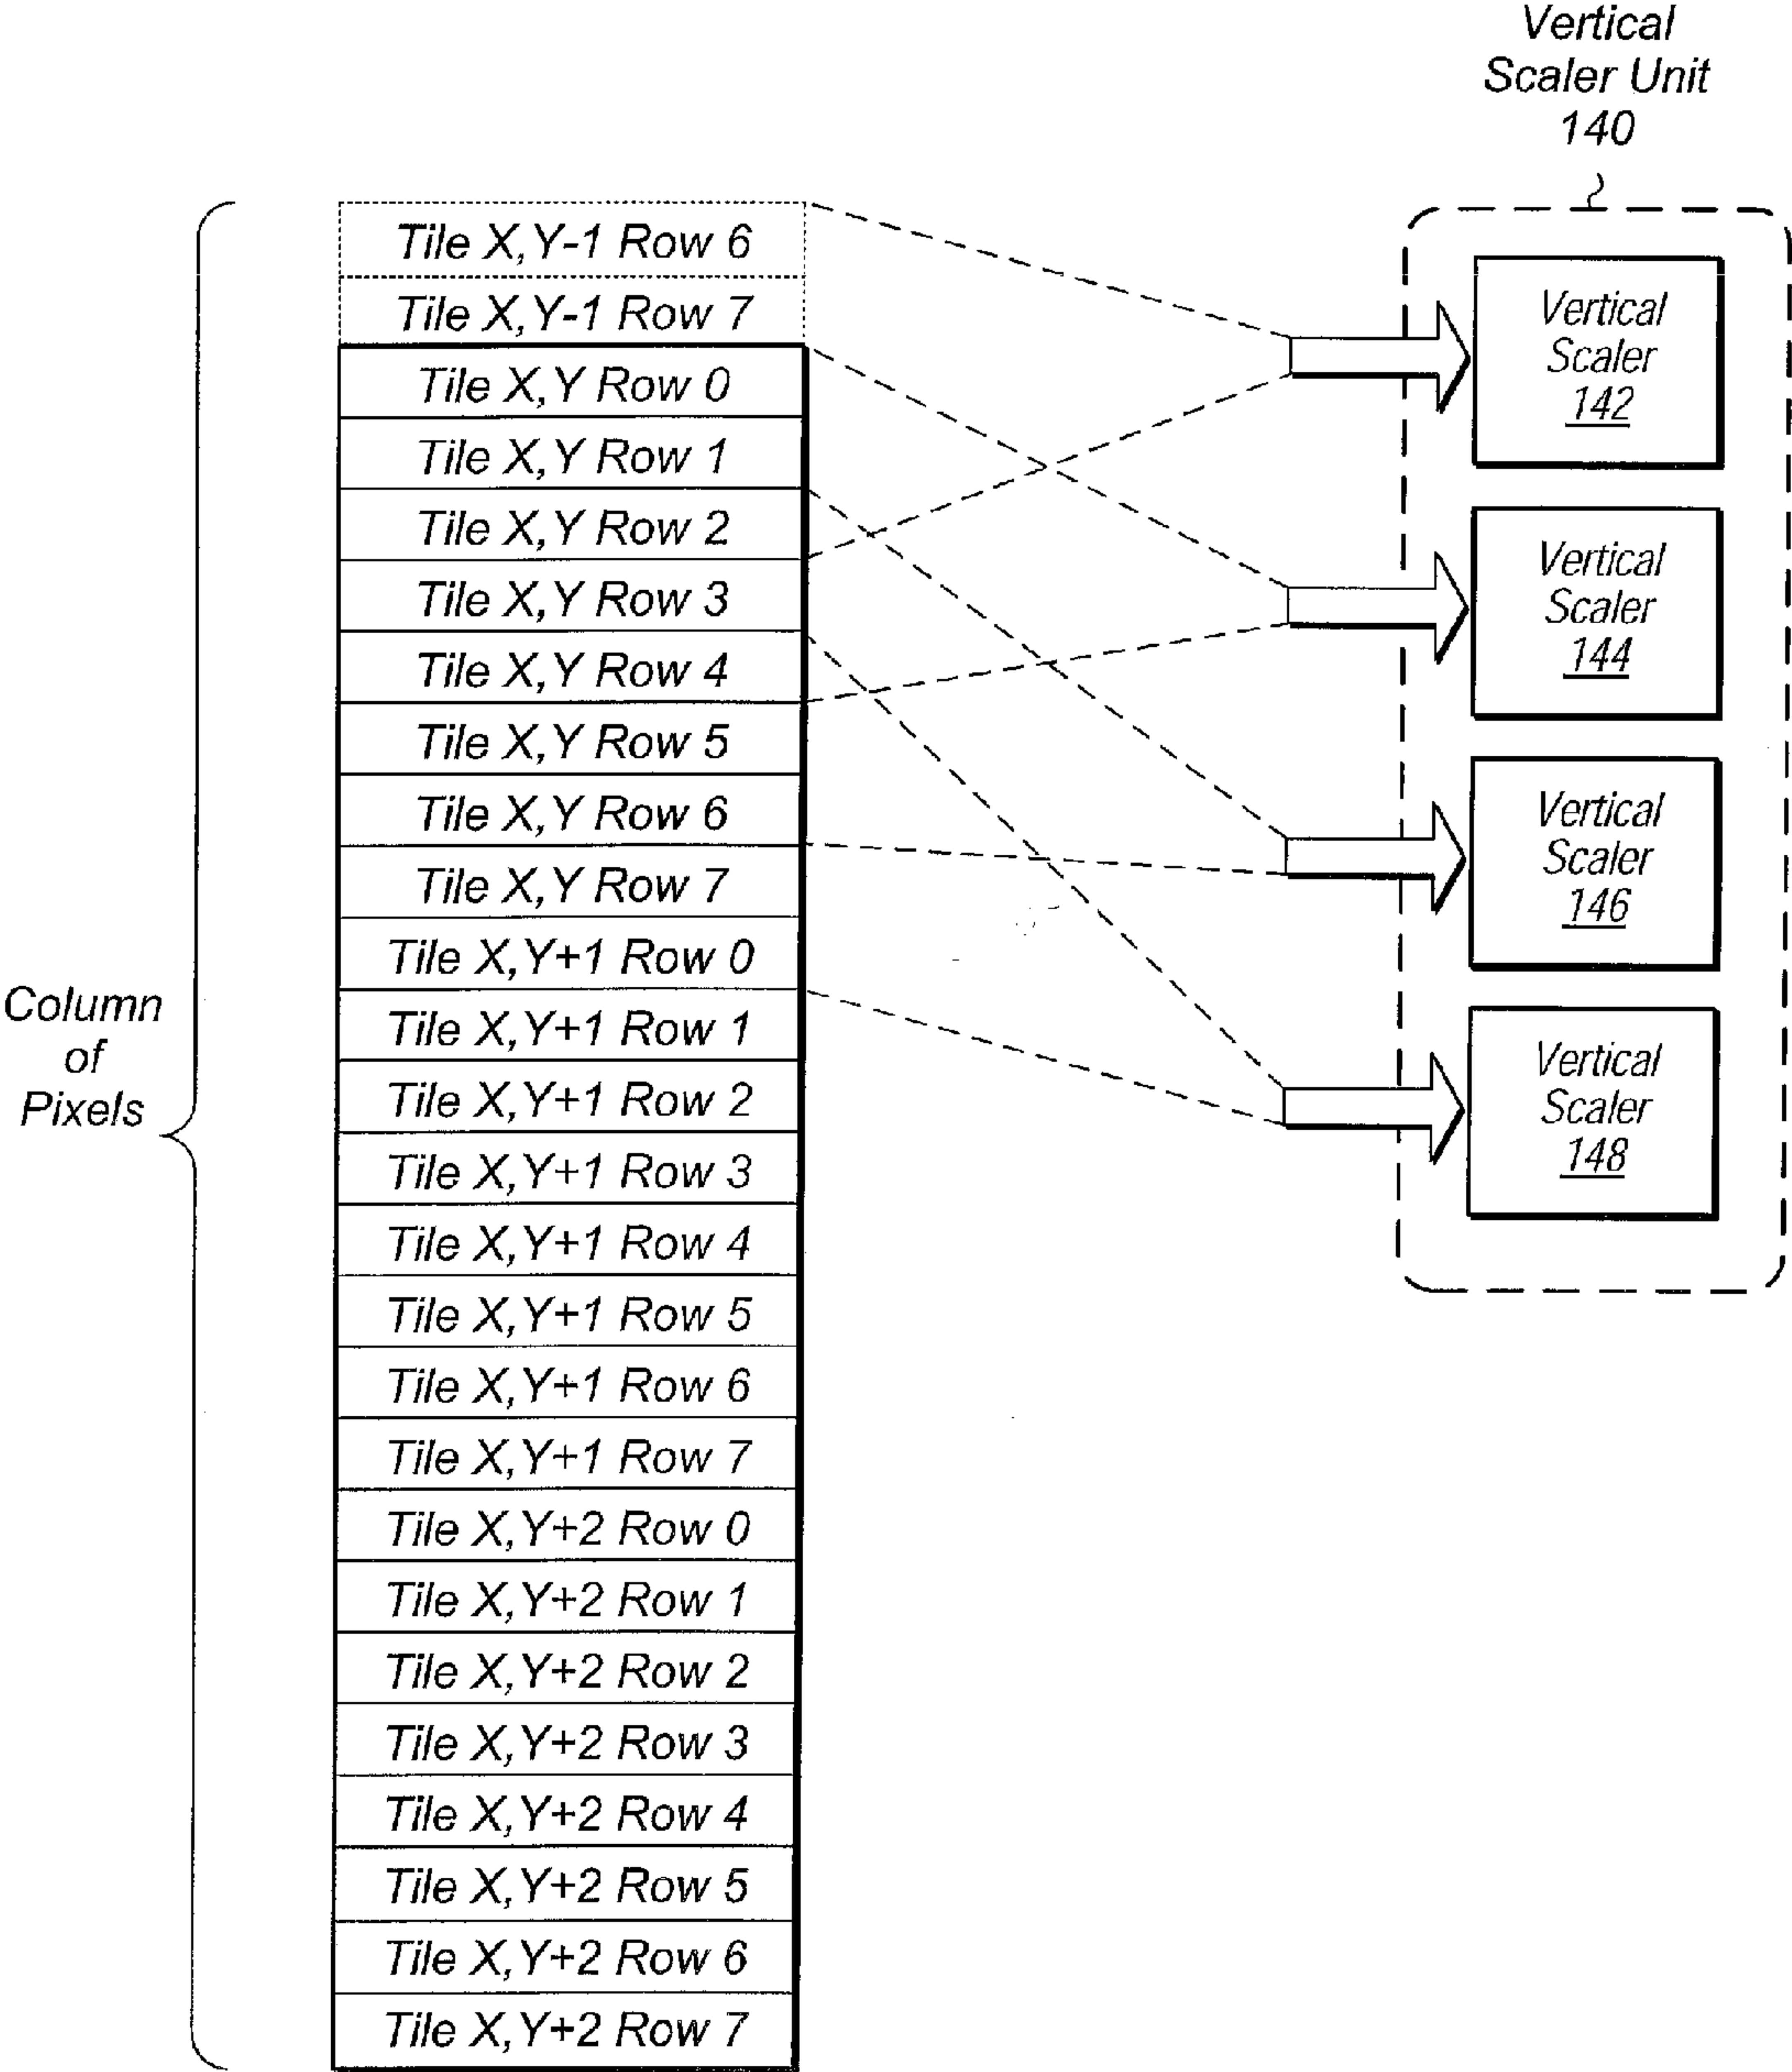 Vertical
Scaler Unit
140
Tile X,Y-1 Row 6
Tile X,Y-1 Row 7
Tile X,Y Row 0
Tile X,Y Row 1
Tile X,Y Row 2
Tile X,Y Row 3
Tile X,Y Row 4
Tile X,Y Row 5
Tile X,Y Row 6
Tile X,Y Row 7
Tile X,Y+1 Row 0
Tile X,Y+1 Row 1
Tile X,Y+1 Row 2
Tile X,Y+1 Row 3
Tile X,Y+1 Row 4
Tile X,Y+1 Row 5
Tile X,Y+1 Row 6
Tile X,Y+1 Row 7
Tile X,Y+2 Row 0
Tile X,Y+2 Row 1
Tile X,Y+2 Row 2
Tile X,Y+2 Row 3
Tile X,Y+2 Row 4
Tile X,Y+2 Row 5
Tile X,Y+2 Row 6
Tile X,Y+2 Row 7
Column
of
Pixels
Vertical
Scaler
142
Vertical
Scaler
144
Vertical
Scaler
146
Vertical
Scaler
148